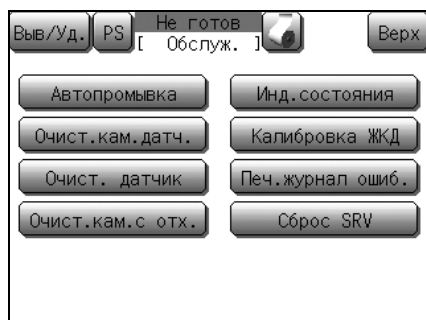 Выв/Уд. PS Не готов Верх
[ Обслуж. ]
Автопромывка Инд.состояния
Очист.кам.датч. Калибровка ЖКД
Очист. датчик Печ.журнал ошиб.
Очист.кам.с отх. Сброс SRV